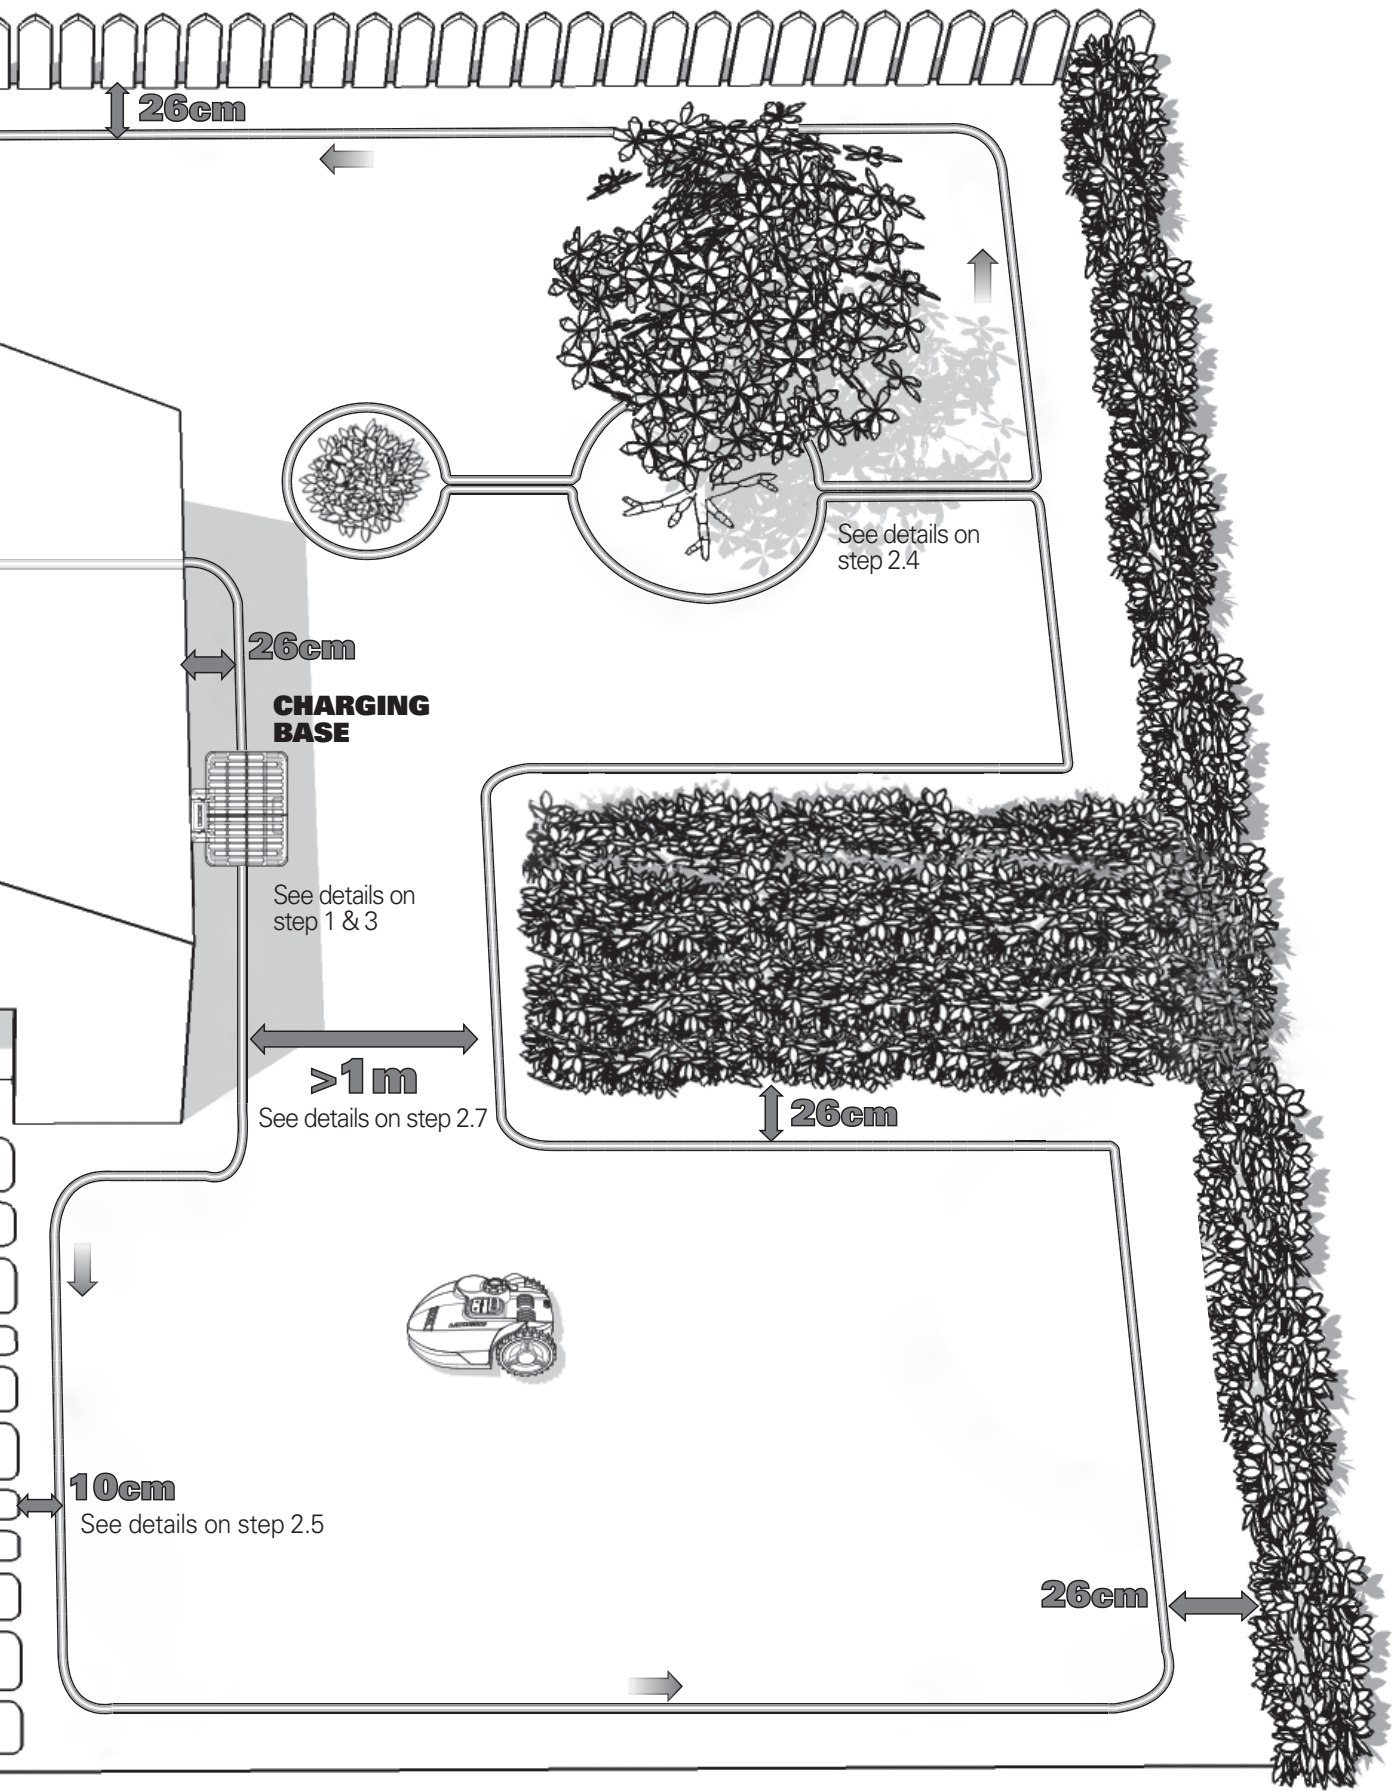 26cm
See details on
step 2.4
26cm
CHARGING
BASE
See details on
step 1 & 3
>1m
See details on step 2.7
26cm
10cm
See details on step 2.5
26cm